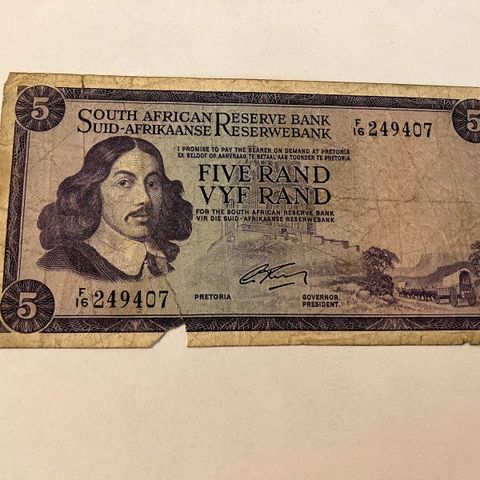 5
5
SOUTH AFRICAN RESERVE BANK
SUID-AFRIKAANSE RESERWEBANK
F/16 249407
I PROMISE TO PAY THE BEARER ON DEMAND AT PRETORIA
EK BELOOF OP AANVRAAG TE BETAAL AAN TOONDER TE PRETORIA
FIVE RAND
VYF RAND
FOR THE SOUTH AFRICAN RESERVE BANK
VIR DIE SUID-AFRIKAANSE RESERWEBANK
F/16 249407
PRETORIA
GOVERNOR.
PRESIDENT.
5